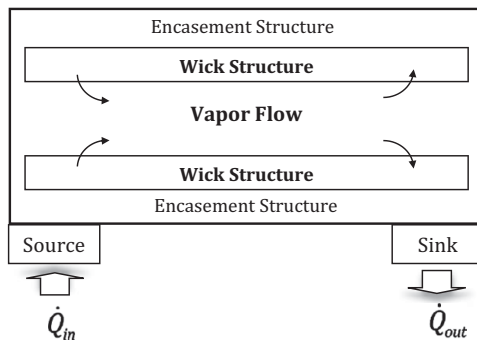 Encasement Structure
Wick Structure
Vapor Flow
Wick Structure
Encasement Structure
Source
Sink
Q̇in
Q̇out